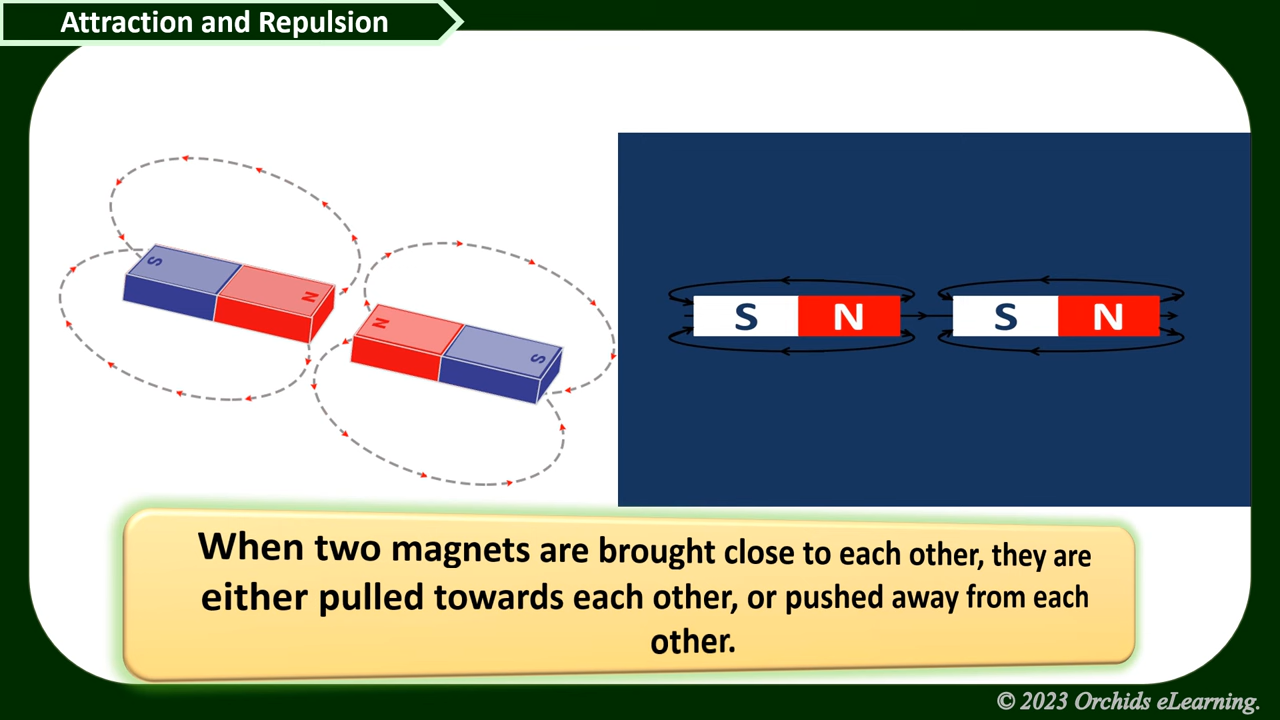 Attraction and Repulsion
S N
N S
S N S N
When two magnets are brought close to each other, they are
either pulled towards each other, or pushed away from each
other.
© 2023 Orchids eLearning.